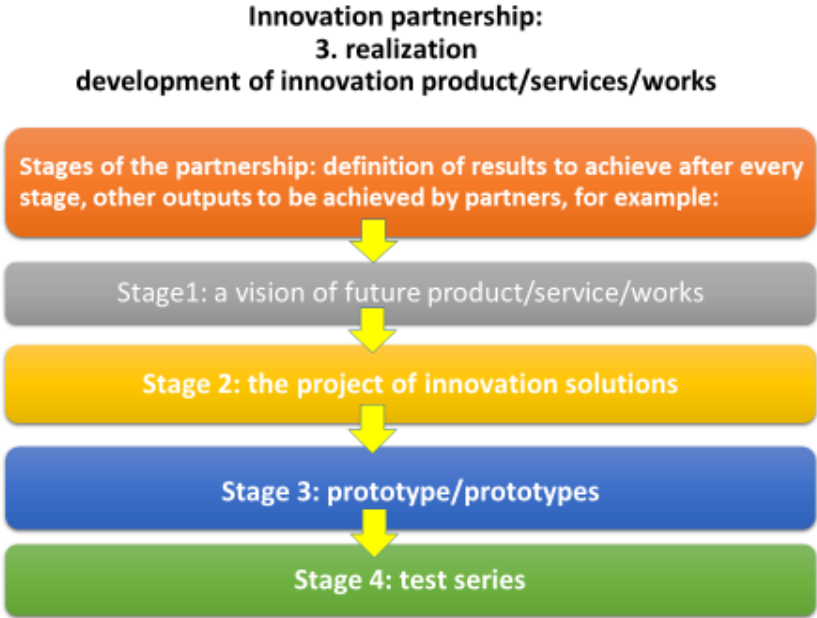 Innovation partnership:
3. realization
development of innovation product/services/works
Stages of the partnership: definition of results to achieve after every
stage, other outputs to be achieved by partners, for example:
Stage1: a vision of future product/service/works
Stage 2: the project of innovation solutions
Stage 3: prototype/prototypes
Stage 4: test series